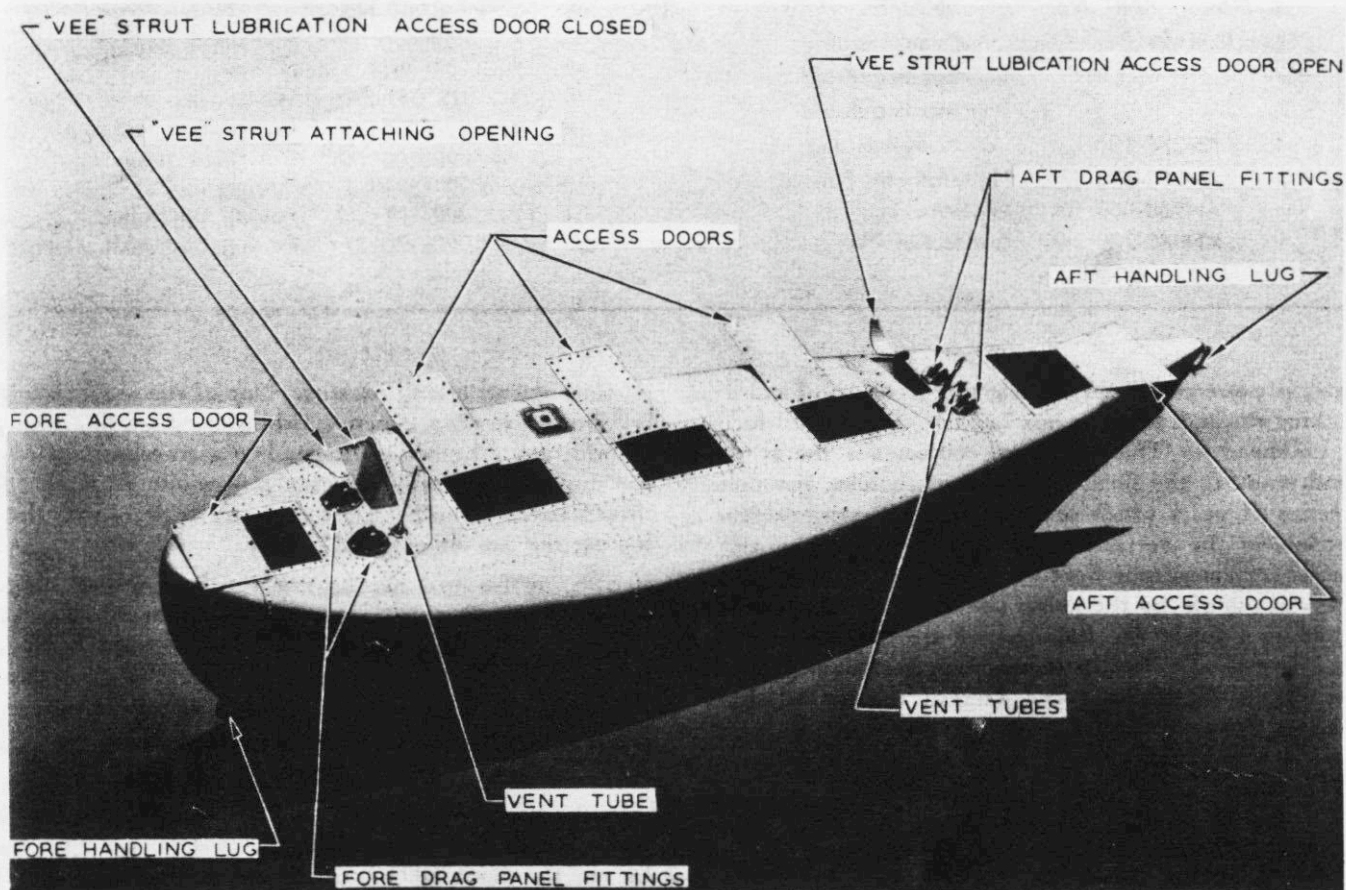 "VEE" STRUT LUBRICATION ACCESS DOOR CLOSED
"VEE" STRUT LUBICATION ACCESS DOOR OPEN
"VEE" STRUT ATTACHING OPENING
AFT DRAG PANEL FITTINGS
ACCESS DOORS
AFT HANDLING LUG
FORE ACCESS DOOR
AFT ACCESS DOOR
VENT TUBES
VENT TUBE
FORE HANDLING LUG
FORE DRAG PANEL FITTINGS